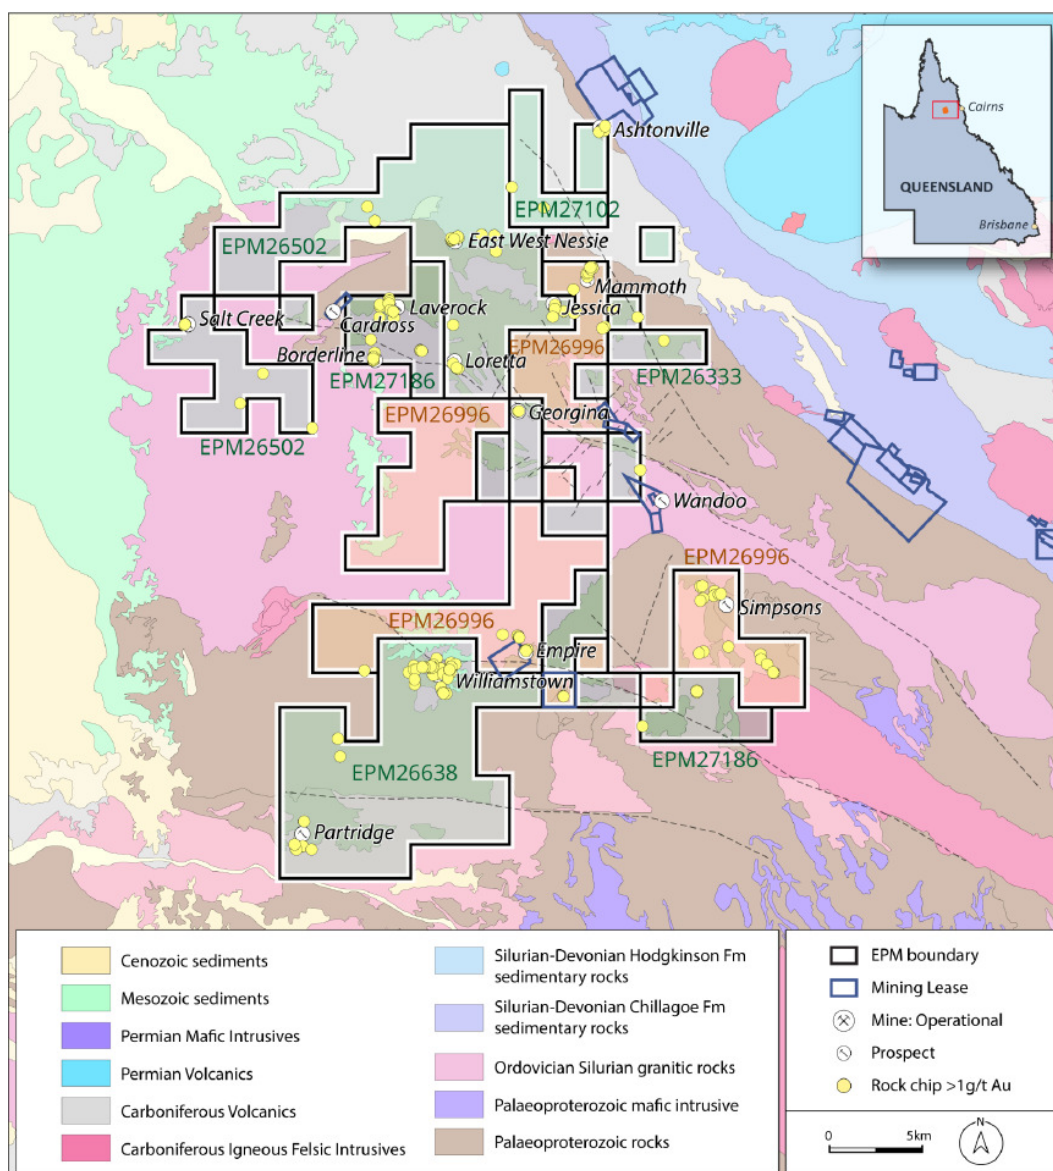 Cairns
QUEENSLAND
Brisbane
Ashtonville
EPM27102
EPM26502
East West Nessie
Mammoth
Salt Creek
Laverock
Jessica
Cardross
Borderline
Loretta
EPM26996
EPM27186
EPM26333
EPM26996
Georgina
EPM26502
Wandoo
EPM26996
Simpsons
EPM26996
Empire
Williamstown
EPM27186
EPM26638
Partridge
Cenozoic sediments
Mesozoic sediments
Permian Mafic Intrusives
Permian Volcanics
Carboniferous Volcanics
Carboniferous Igneous Felsic Intrusives
Silurian-Devonian Hodgkinson Fm
sedimentary rocks
Silurian-Devonian Chillagoe Fm
sedimentary rocks
Ordovician Silurian granitic rocks
Palaeoproterozoic mafic intrusive
Palaeoproterozoic rocks
EPM boundary
Mining Lease
Mine: Operational
Prospect
Rock chip >1g/t Au
0 5km
N